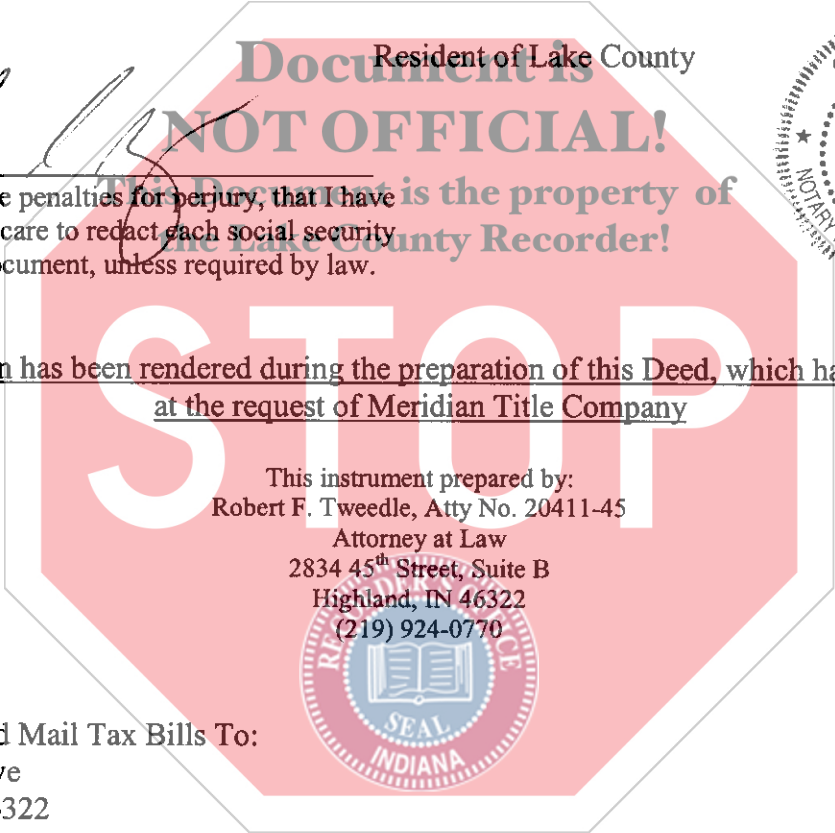 Document is
Resident of Lake County
NOT OFFICIAL!
This Document is the property of
the Lake County Recorder!
e penalties for perjury, that I have
care to redact each social security
ocument, unless required by law.
STOP
n has been rendered during the preparation of this Deed, which ha
at the request of Meridian Title Company
This instrument prepared by:
Robert F. Tweedle, Atty No. 20411-45
Attorney at Law
2834 45th Street, Suite B
Highland, IN 46322
(219) 924-0770
RECORDER'S OFFICE
SEAL
INDIANA
NOTARY
d Mail Tax Bills To:
ve
322